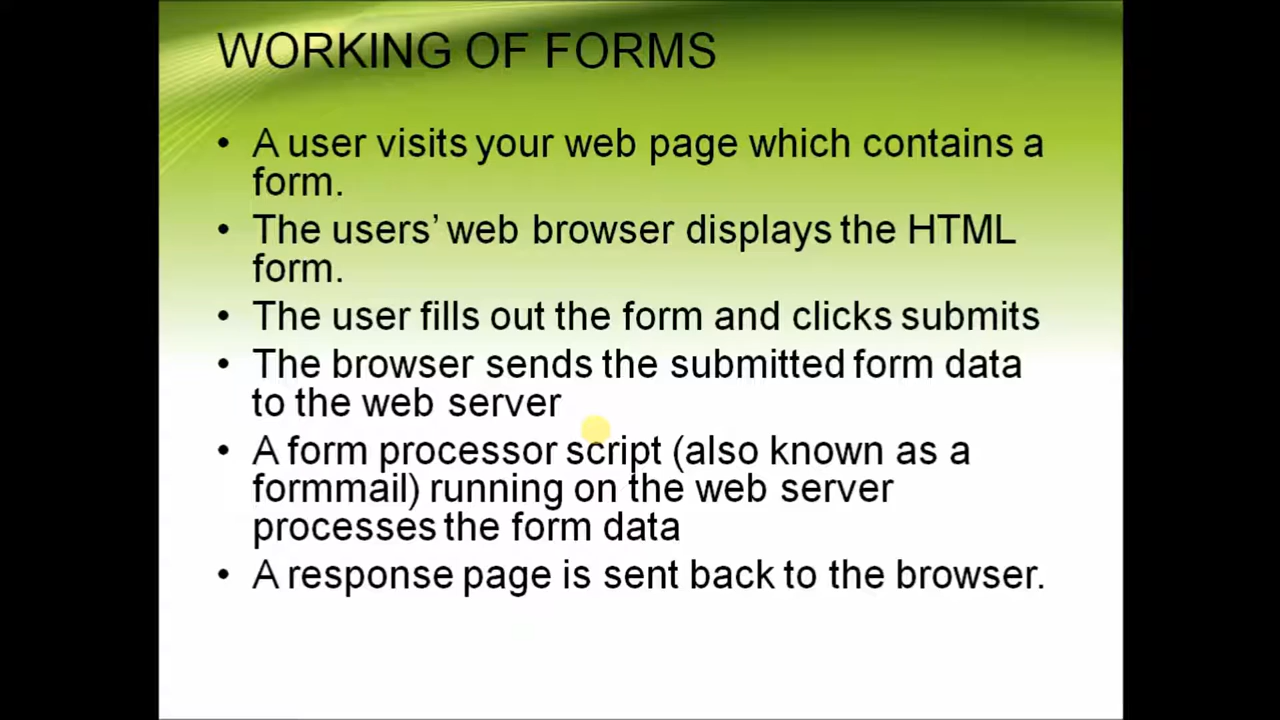 WORKING OF FORMS
• A user visits your web page which contains a
form.
• The users’ web browser displays the HTML
form.
• The user fills out the form and clicks submits
• The browser sends the submitted form data
to the web server
• A form processor script (also known as a
formmail) running on the web server
processes the form data
• A response page is sent back to the browser.